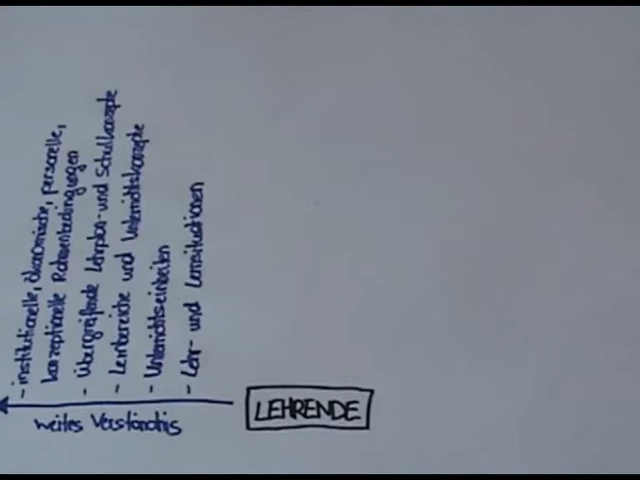 - institutionelle, ökonomische, personelle,
konzeptionelle Rahmenbedingungen
- Übergreifende Lehrplan- und Schulkonzepte
- Lernbereiche und Unterrichtskonzepte
- Unterrichtseinheiten
- Lehr- und Lernsituationen
weites Verständnis
LEHRENDE